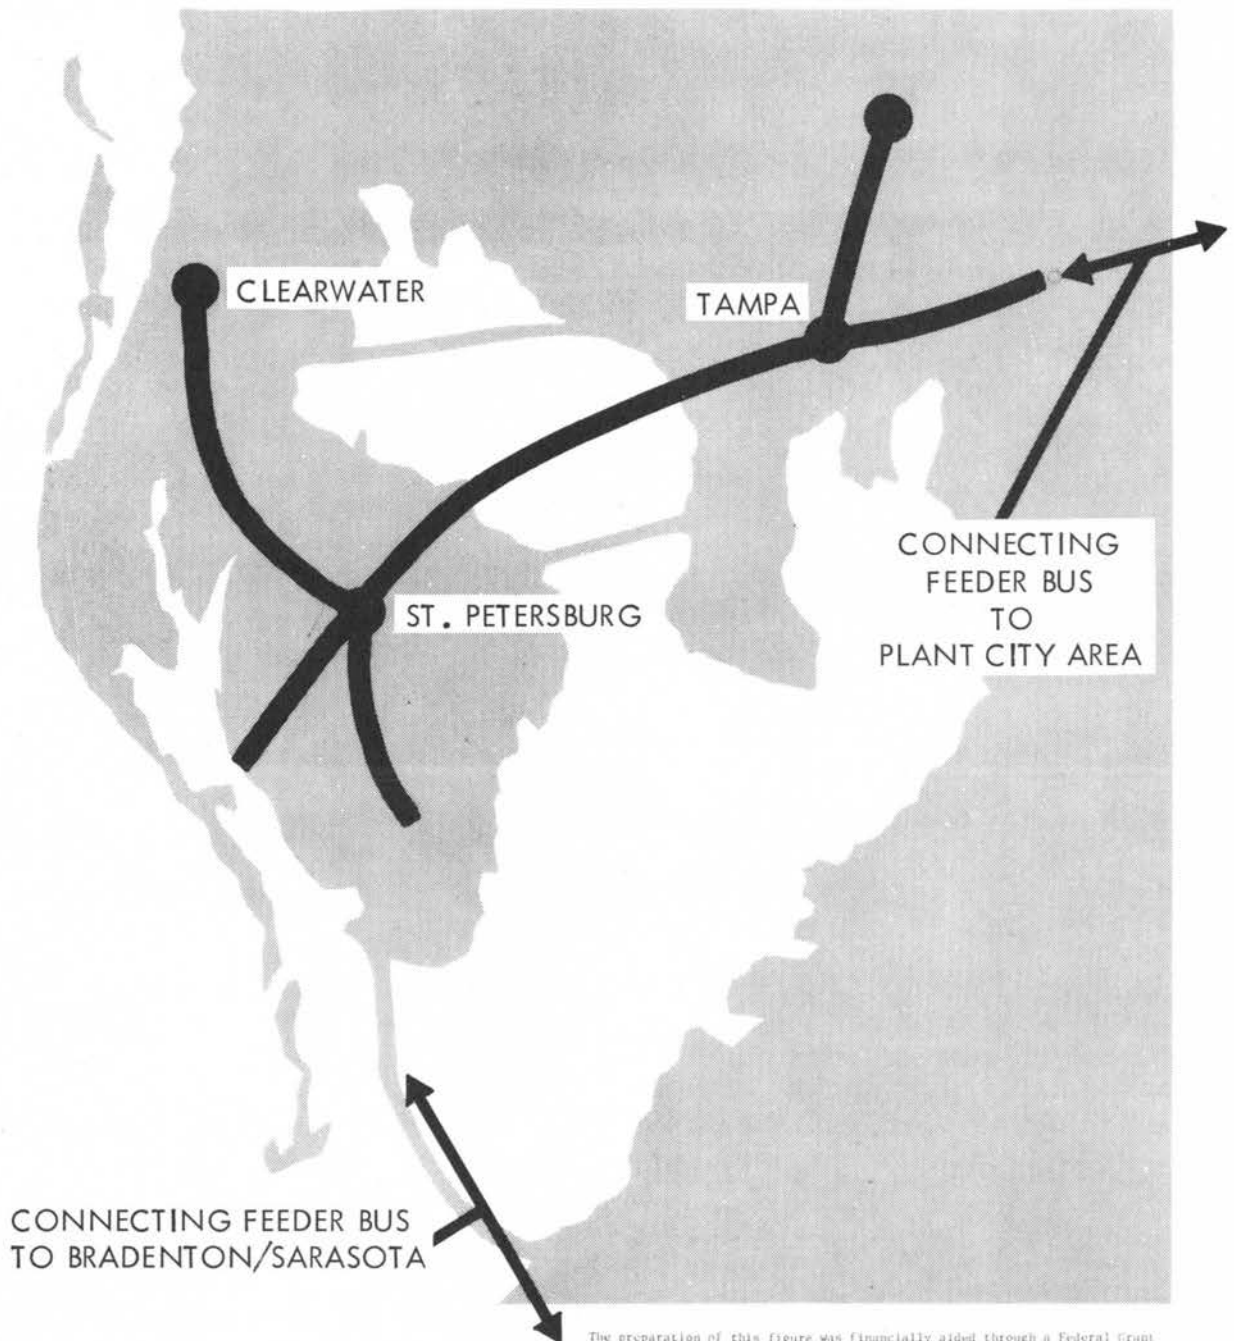 CLEARWATER
TAMPA
CONNECTING
FEEDER BUS
TO
PLANT CITY AREA
ST. PETERSBURG
CONNECTING FEEDER BUS
TO BRADENTON/SARASOTA
The preparation of this figure was financially aided through a Federal Grant